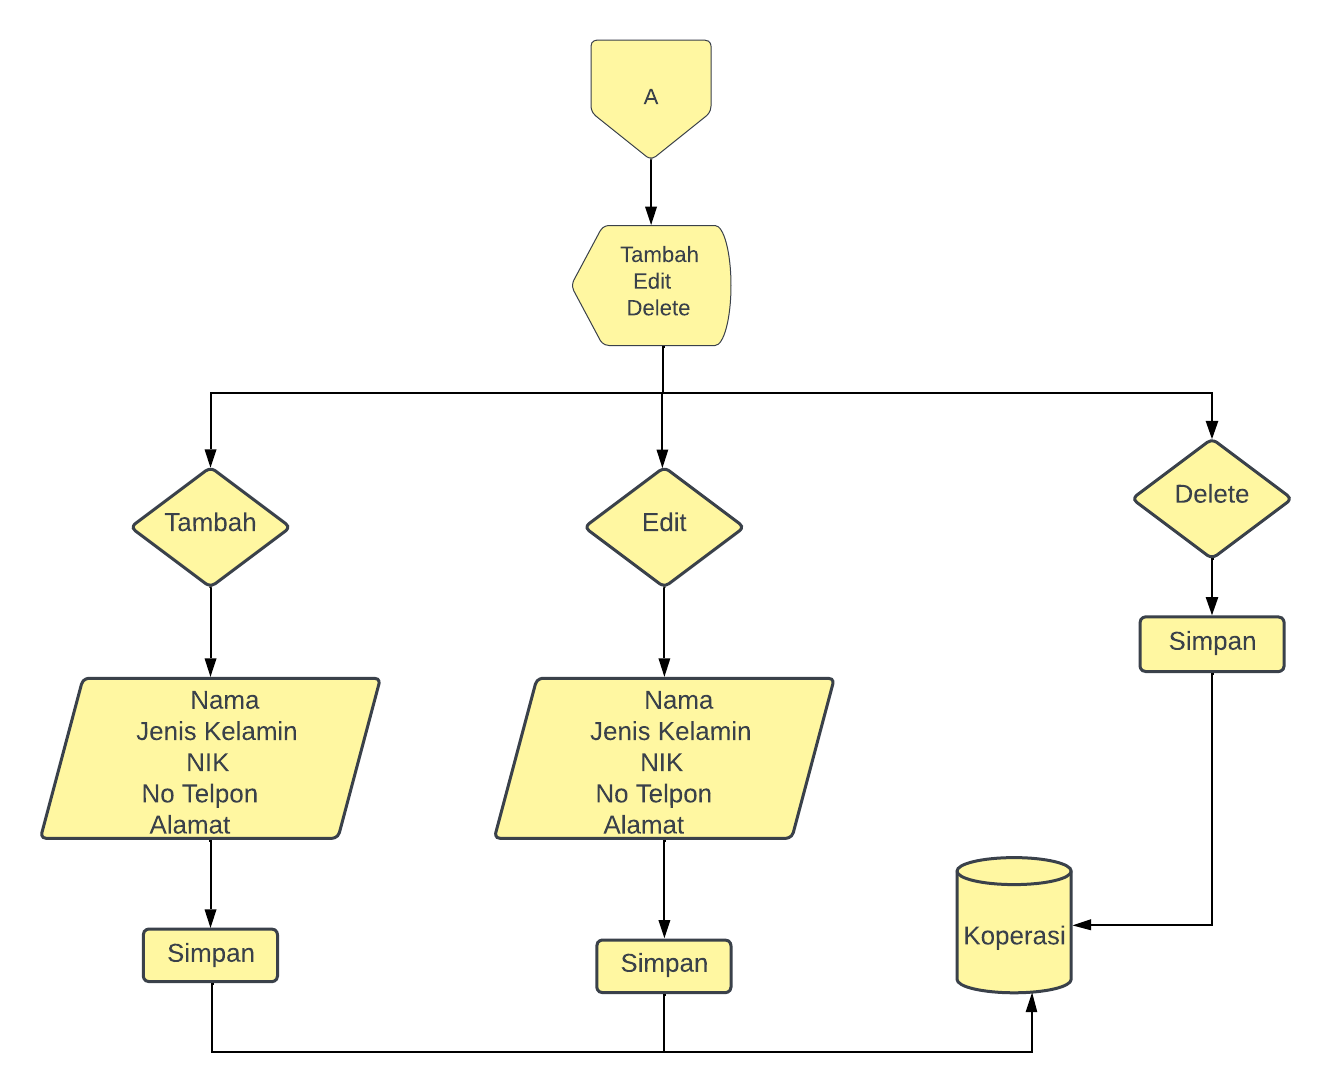 A
Tambah
Edit
Delete
Tambah
Edit
Delete
Simpan
Nama
Jenis Kelamin
NIK
No Telpon
Alamat
Nama
Jenis Kelamin
NIK
No Telpon
Alamat
Simpan
Simpan
Koperasi